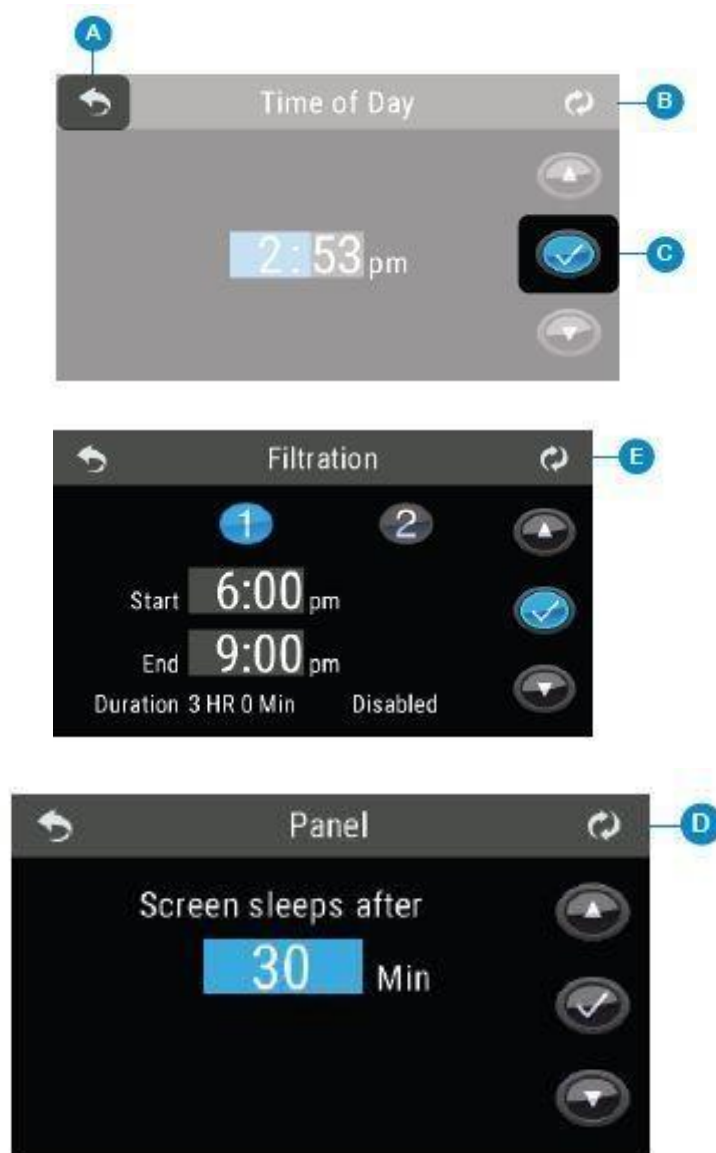 A
Time of Day
B
2:53 pm
C
Filtration
E
1 2
Start 6:00 pm
End 9:00 pm
Duration 3 HR 0 Min Disabled
Panel
D
Screen sleeps after
30 Min